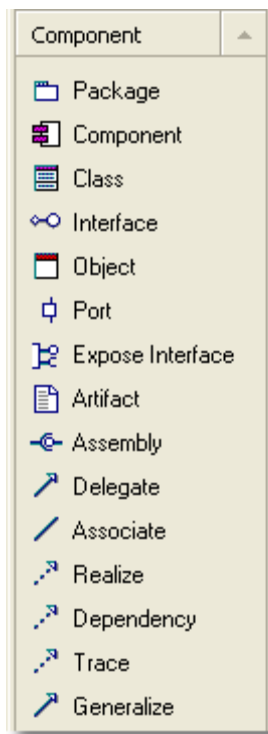 Component
Package
Component
Class
Interface
Object
Port
Expose Interface
Artifact
Assembly
Delegate
Associate
Realize
Dependency
Trace
Generalize